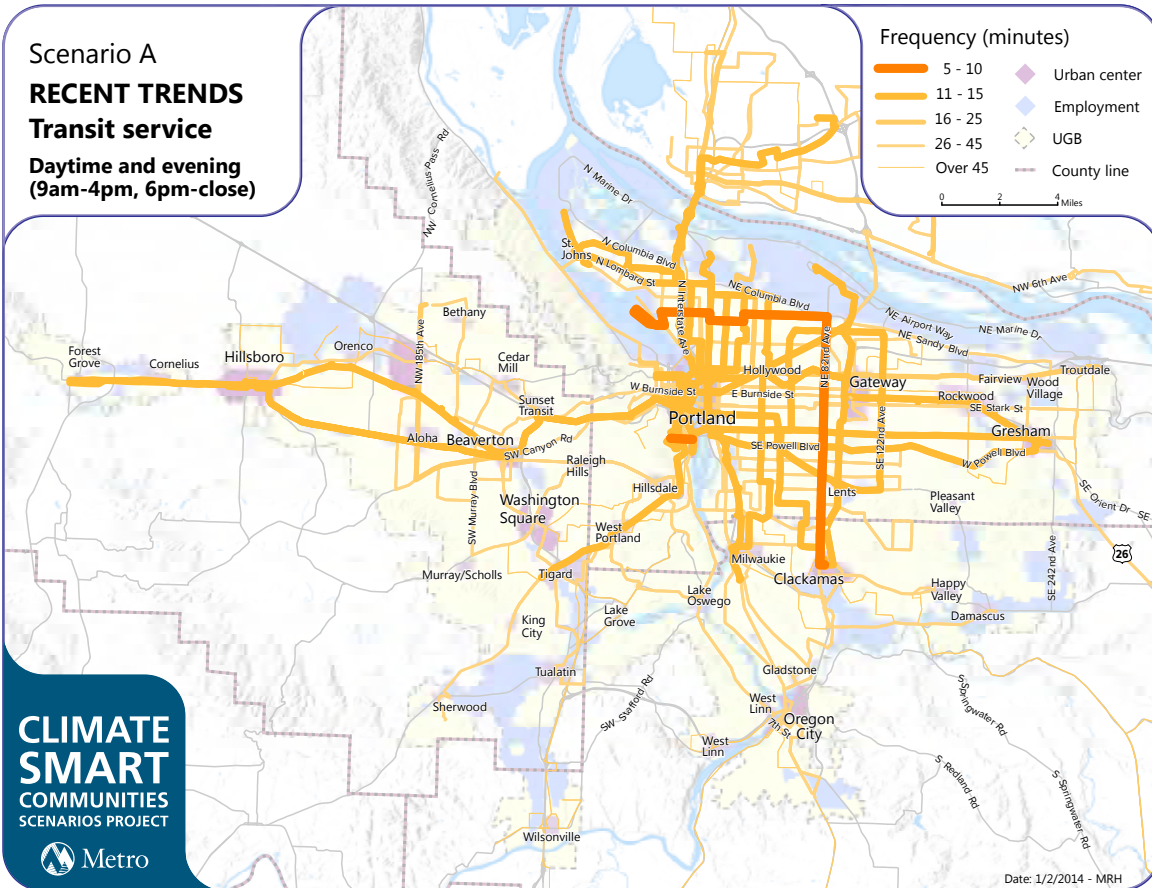 Scenario A
RECENT TRENDS
Transit service
Daytime and evening
(9am-4pm, 6pm-close)
Frequency (minutes)
5 - 10
11 - 15
16 - 25
26 - 45
Over 45
Urban center
Employment
UGB
County line
0 2 4
Miles
NW Cornelius Pass Rd
N Marine Dr
St.
Johns
N Columbia Blvd
N Lombard St
N Interstate Ave
NE Columbia Blvd
NW 6th Ave
NE Airport Way
NE Marine Dr
NE Sandy Blvd
NE 82nd Ave
Bethany
NW 185th Ave
Forest
Grove
Cornelius
Hillsboro
Orenco
Cedar
Mill
Sunset
Transit
W Burnside St
Hollywood
E Burnside St
Gateway
Fairview
Wood
Village
Troutdale
Rockwood
SE Stark St
Portland
Gresham
Aloha
Beaverton
SW Canyon Rd
SE Powell Blvd
SE 122nd Ave
W Powell Blvd
Raleigh
Hills
SW Murray Blvd
Washington
Square
Hillsdale
Lents
Pleasant
Valley
SE Orient Dr
SE
West
Portland
26
Murray/Scholls
Tigard
Milwaukie
Clackamas
SE 242nd Ave
Happy
Valley
Damascus
Lake
Oswego
Lake
Grove
King
City
Tualatin
Gladstone
SW Stafford Rd
Sherwood
West
Linn
7th St
Oregon
City
West
Linn
S Springwater Rd
S Redland Rd
S Springwater Rd
Wilsonville
CLIMATE
SMART
COMMUNITIES
SCENARIOS PROJECT
Metro
Date: 1/2/2014 - MRH